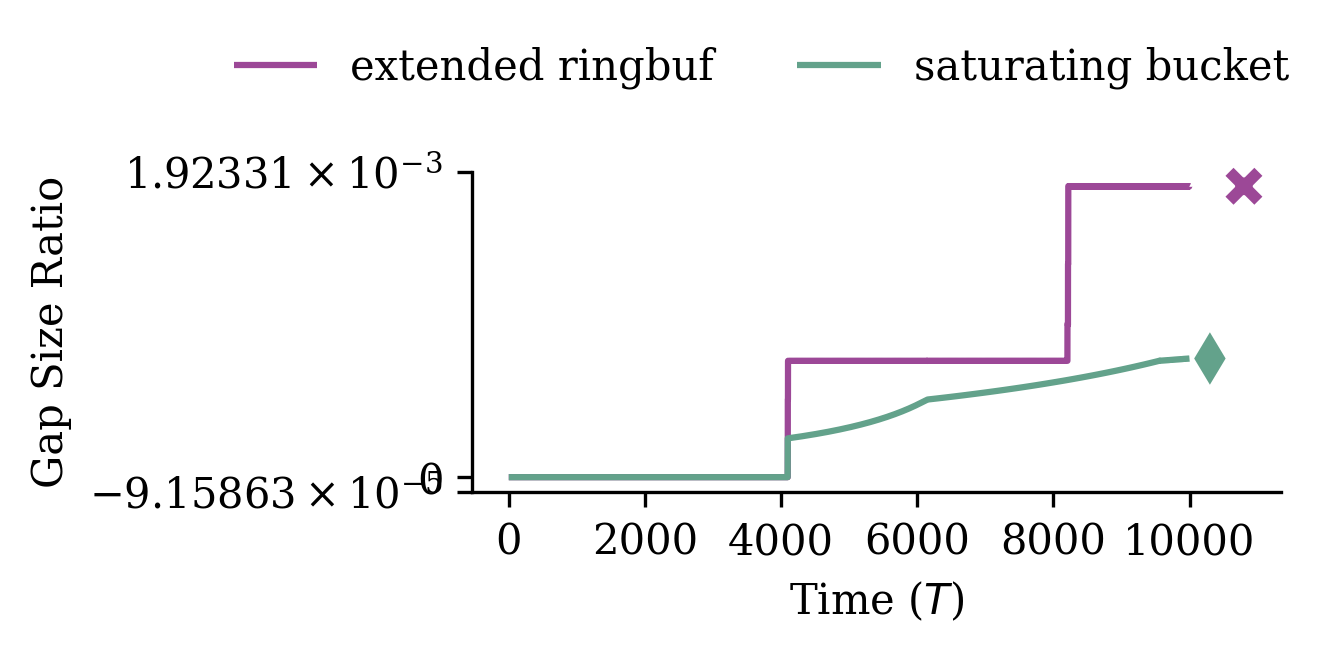 extended ringbuf saturating bucket
1.92331 × 10⁻³
Gap Size Ratio
0
−9.15863 × 10⁻⁵
0 2000 4000 6000 8000 10000
Time (T)